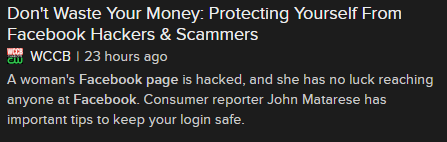 Don't Waste Your Money: Protecting Yourself From
Facebook Hackers & Scammers
WCCB CW WCCB | 23 hours ago
A woman's Facebook page is hacked, and she has no luck reaching
anyone at Facebook. Consumer reporter John Matarese has
important tips to keep your login safe.